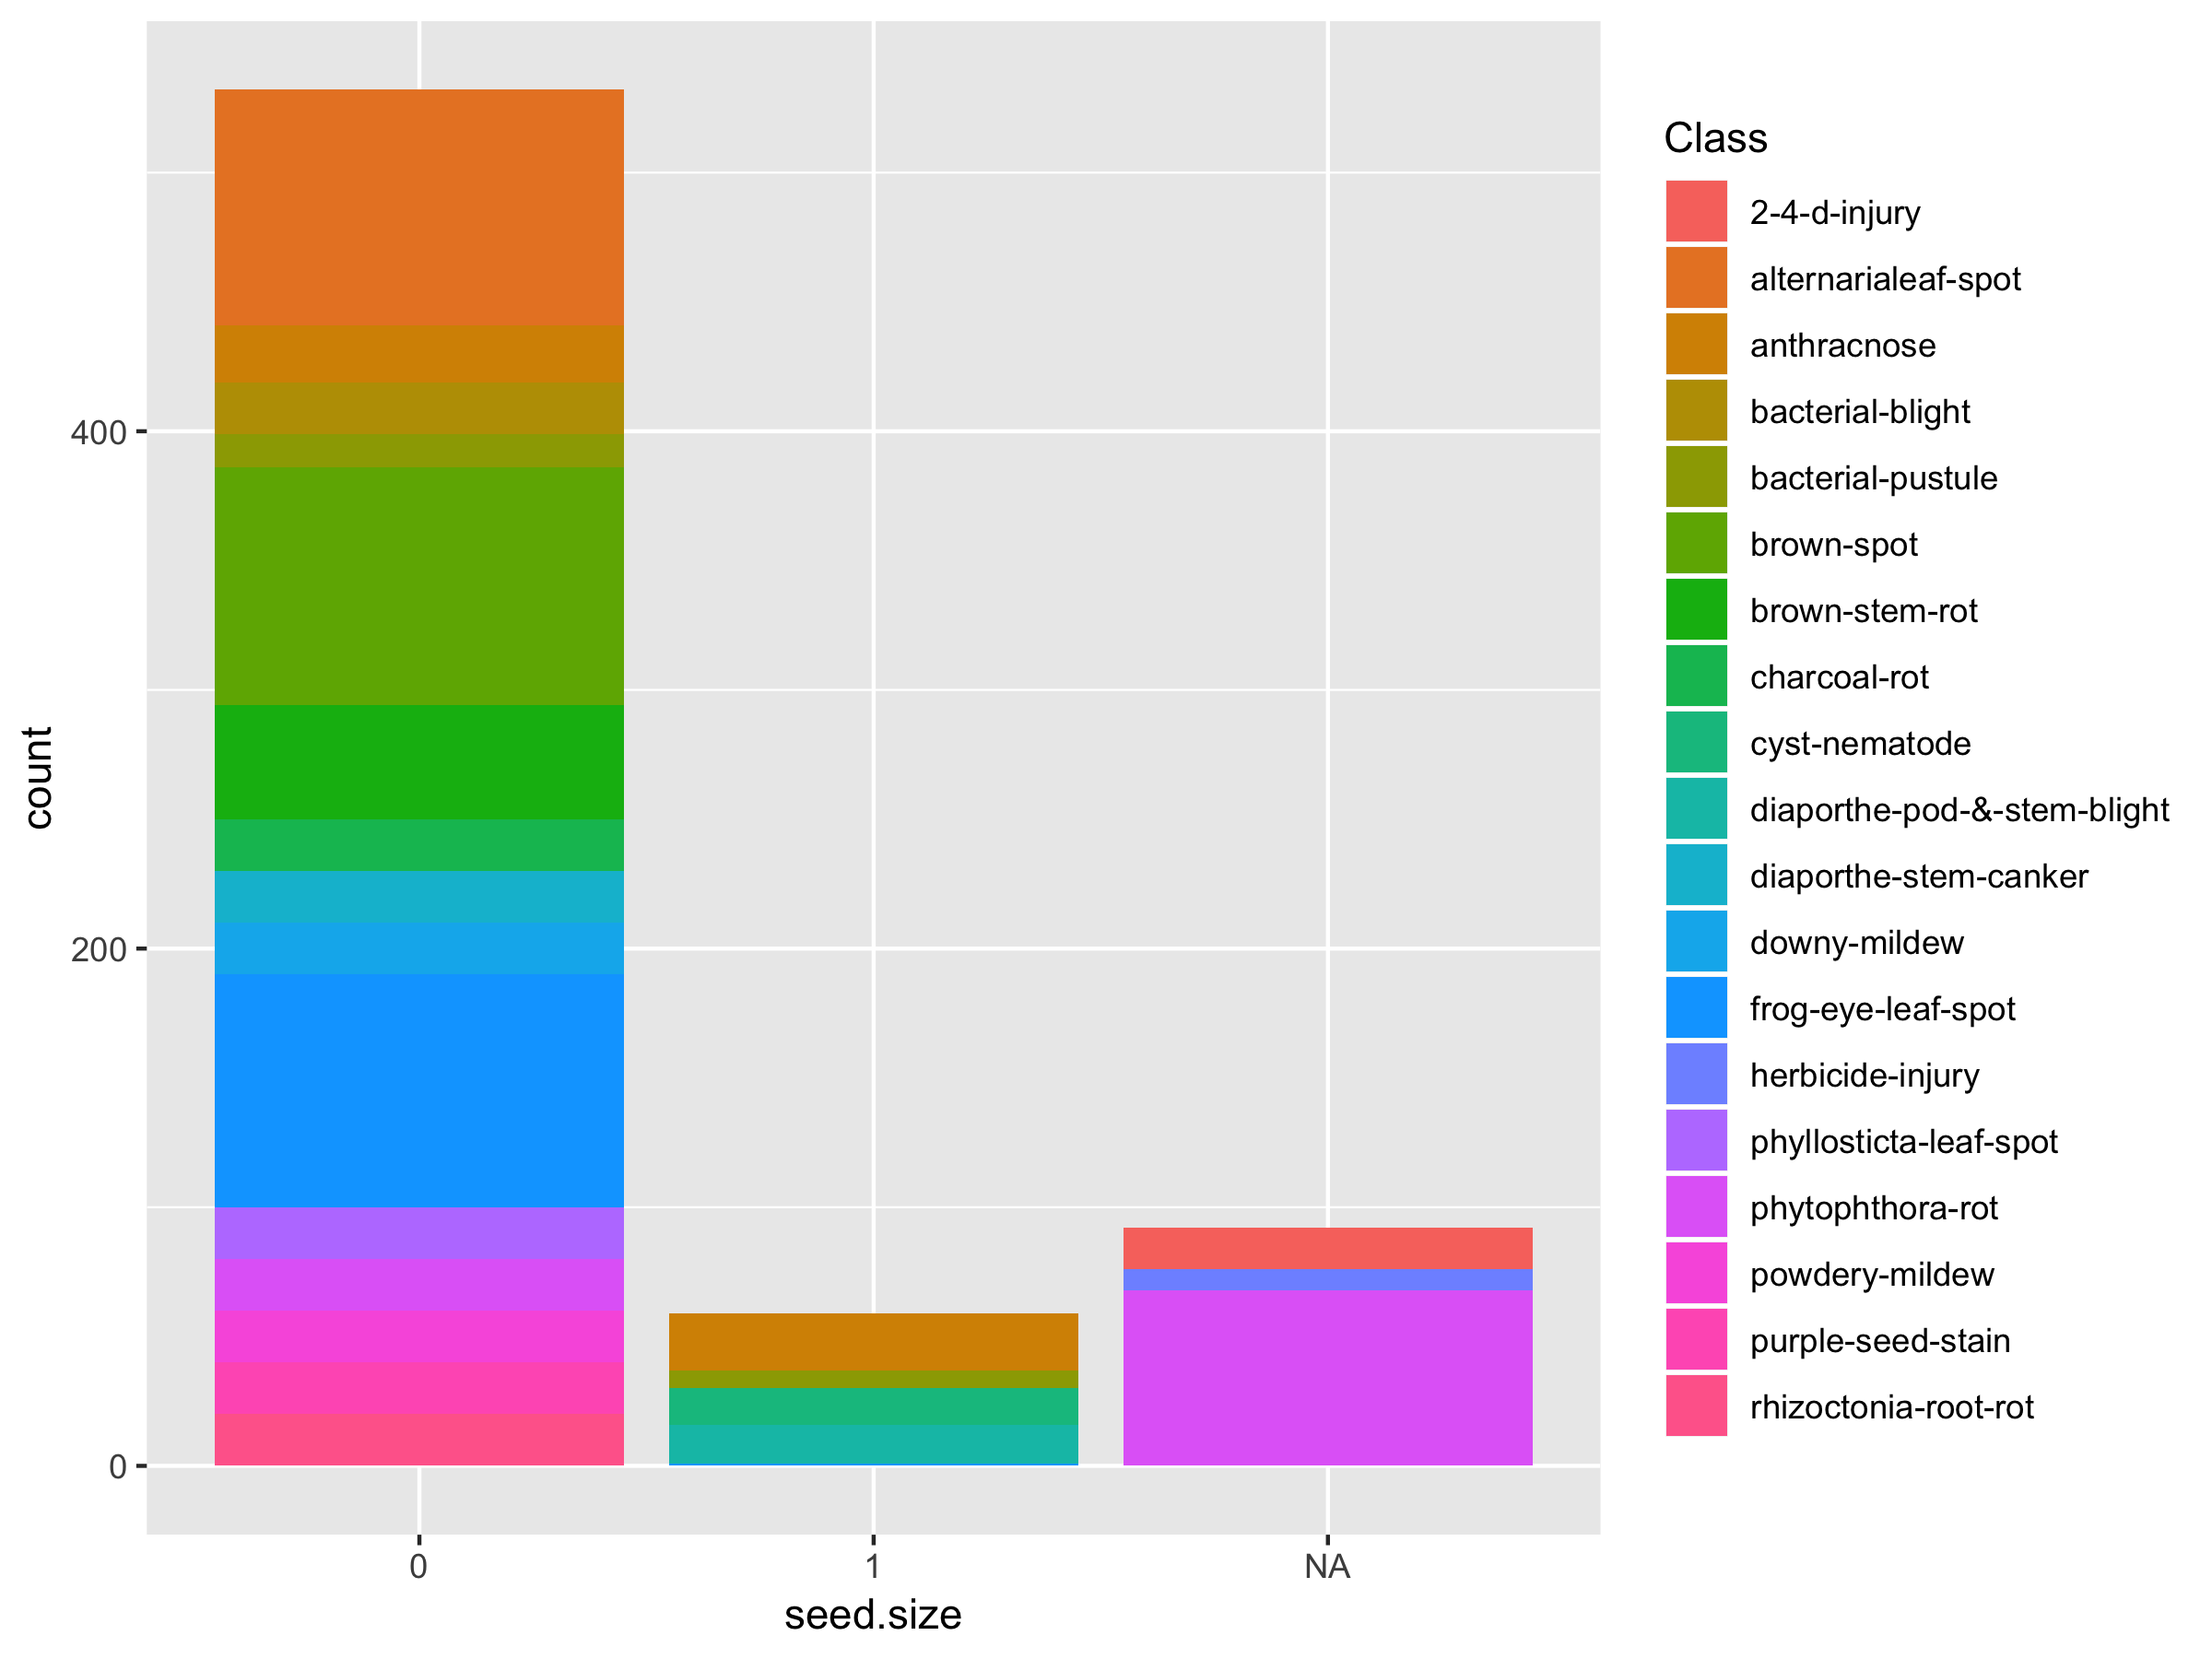 count
400
200
0
0
1
NA
seed.size
Class
2-4-d-injury
alternarialeaf-spot
anthracnose
bacterial-blight
bacterial-pustule
brown-spot
brown-stem-rot
charcoal-rot
cyst-nematode
diaporthe-pod-&-stem-blight
diaporthe-stem-canker
downy-mildew
frog-eye-leaf-spot
herbicide-injury
phyllosticta-leaf-spot
phytophthora-rot
powdery-mildew
purple-seed-stain
rhizoctonia-root-rot